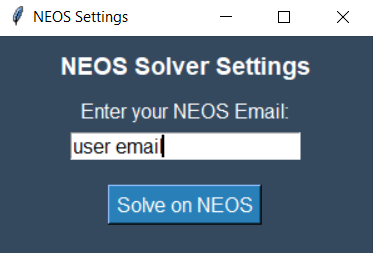 NEOS Settings
NEOS Solver Settings
Enter your NEOS Email:
user email
Solve on NEOS